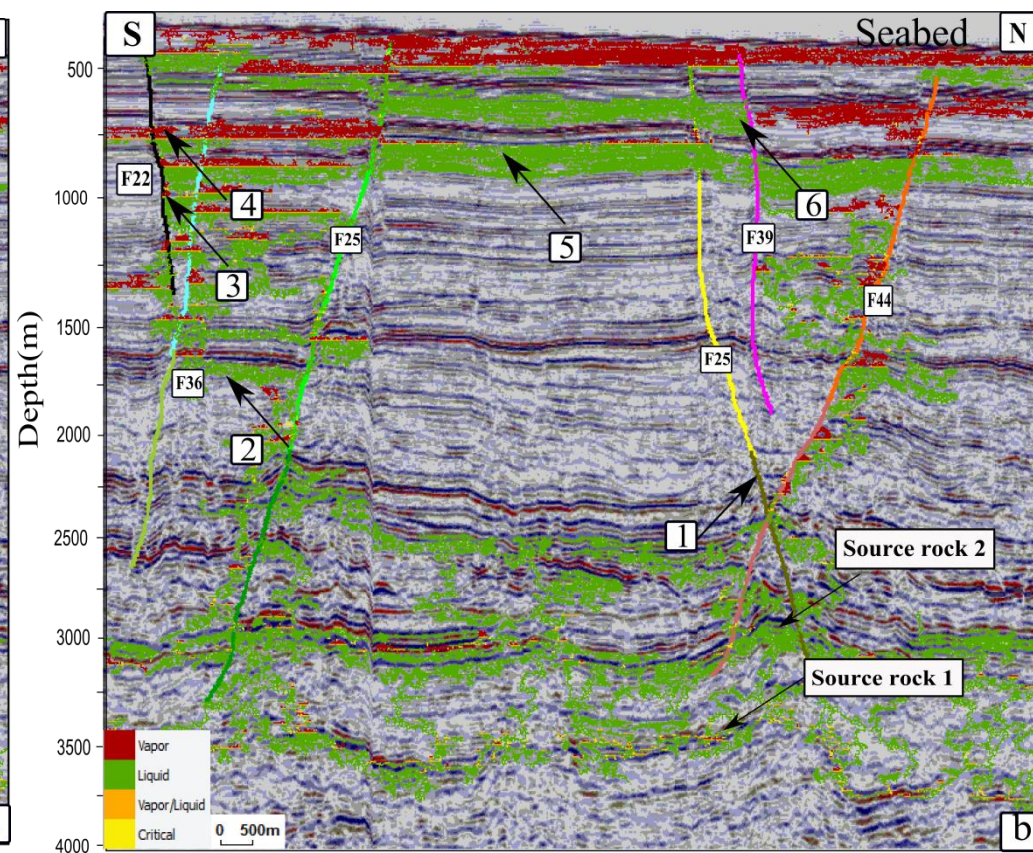 S
Seabed
N
Depth(m)
500
1000
1500
2000
2500
3000
3500
4000
F22
4
3
F25
5
6
F39
F44
F36
F25
2
1
Source rock 2
Source rock 1
Vapor
Liquid
Vapor/Liquid
Critical
0 500m
b